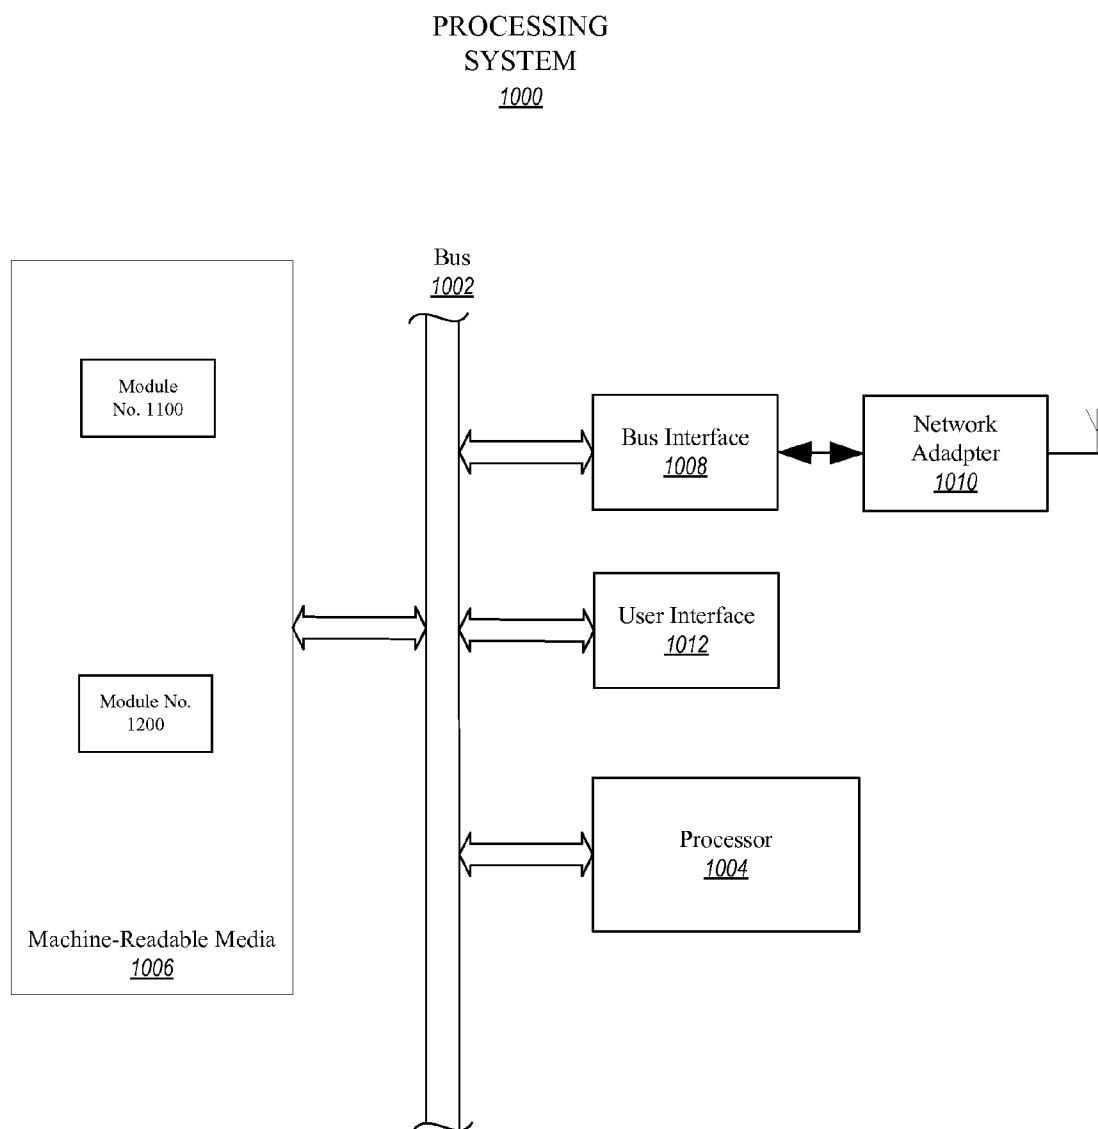 PROCESSING
SYSTEM
1000
Bus
1002
Module
No. 1100
Bus Interface
1008
Network
Adadpter
1010
User Interface
1012
Module No.
1200
Processor
1004
Machine-Readable Media
1006